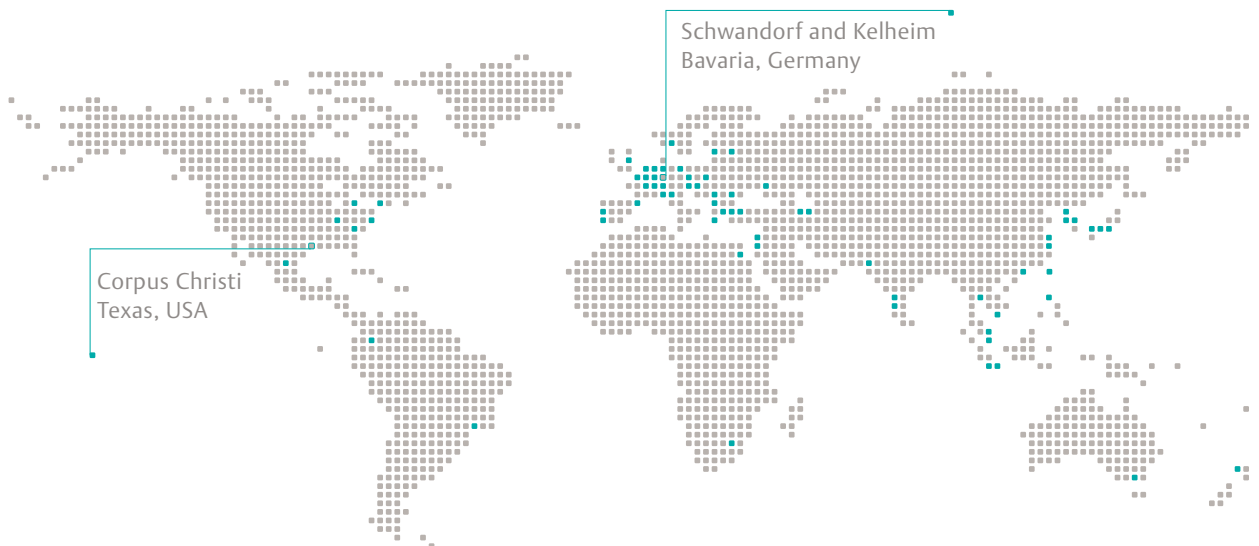 Schwandorf and Kelheim
Bavaria, Germany
Corpus Christi
Texas, USA